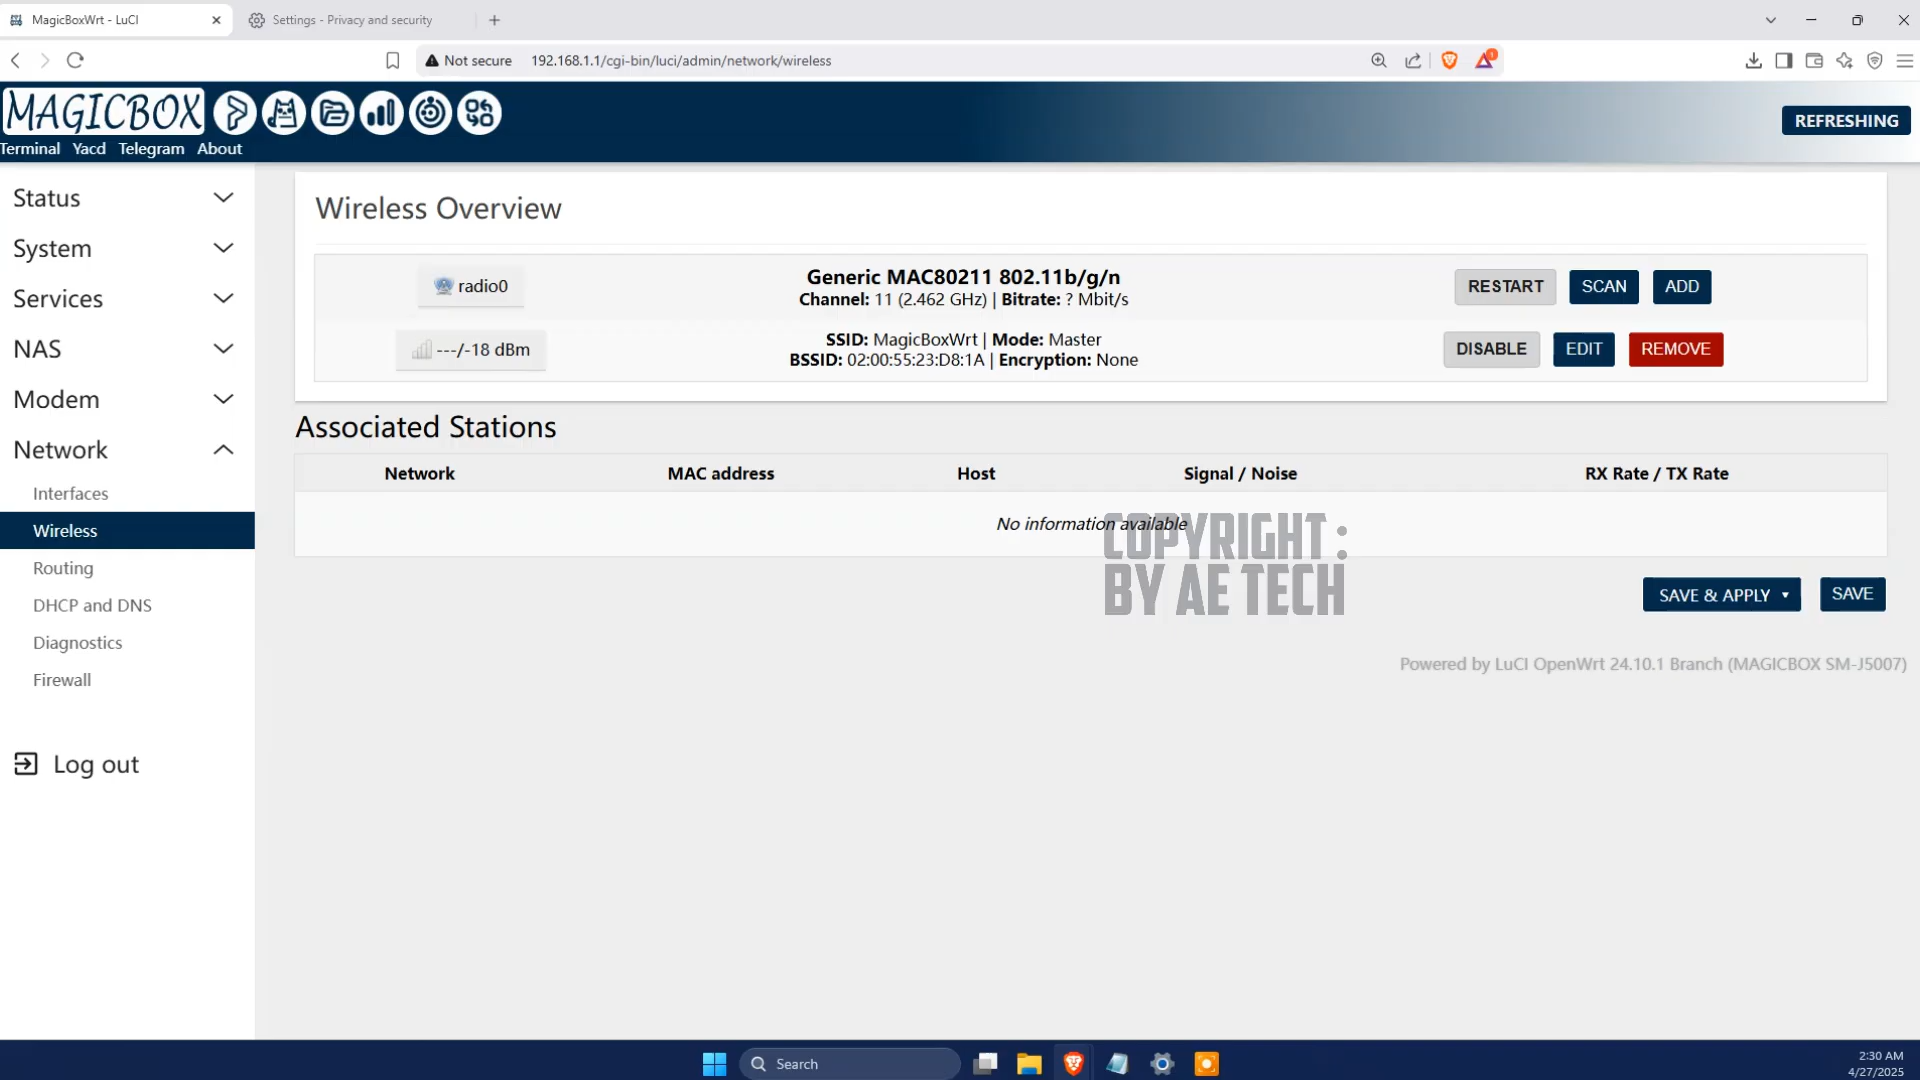 MagicBoxWrt - LuCI
Settings - Privacy and security
Not secure
192.168.1.1/cgi-bin/luci/admin/network/wireless
1
MAGICBOX
Terminal Yacd Telegram About
REFRESHING
Status
System
Services
NAS
Modem
Network
Interfaces
Wireless
Routing
DHCP and DNS
Diagnostics
Firewall
Log out
Wireless Overview
radio0
Generic MAC80211 802.11b/g/n
Channel: 11 (2.462 GHz) | Bitrate: ? Mbit/s
RESTART SCAN ADD
---/-18 dBm
SSID: MagicBoxWrt | Mode: Master
BSSID: 02:00:55:23:D8:1A | Encryption: None
DISABLE EDIT REMOVE
Associated Stations
Network MAC address Host Signal / Noise RX Rate / TX Rate
No information available
COPYRIGHT :
BY AE TECH
SAVE & APPLY SAVE
Powered by LuCI OpenWrt 24.10.1 Branch (MAGICBOX SM-J5007)
Search
2:30 AM
4/27/2025